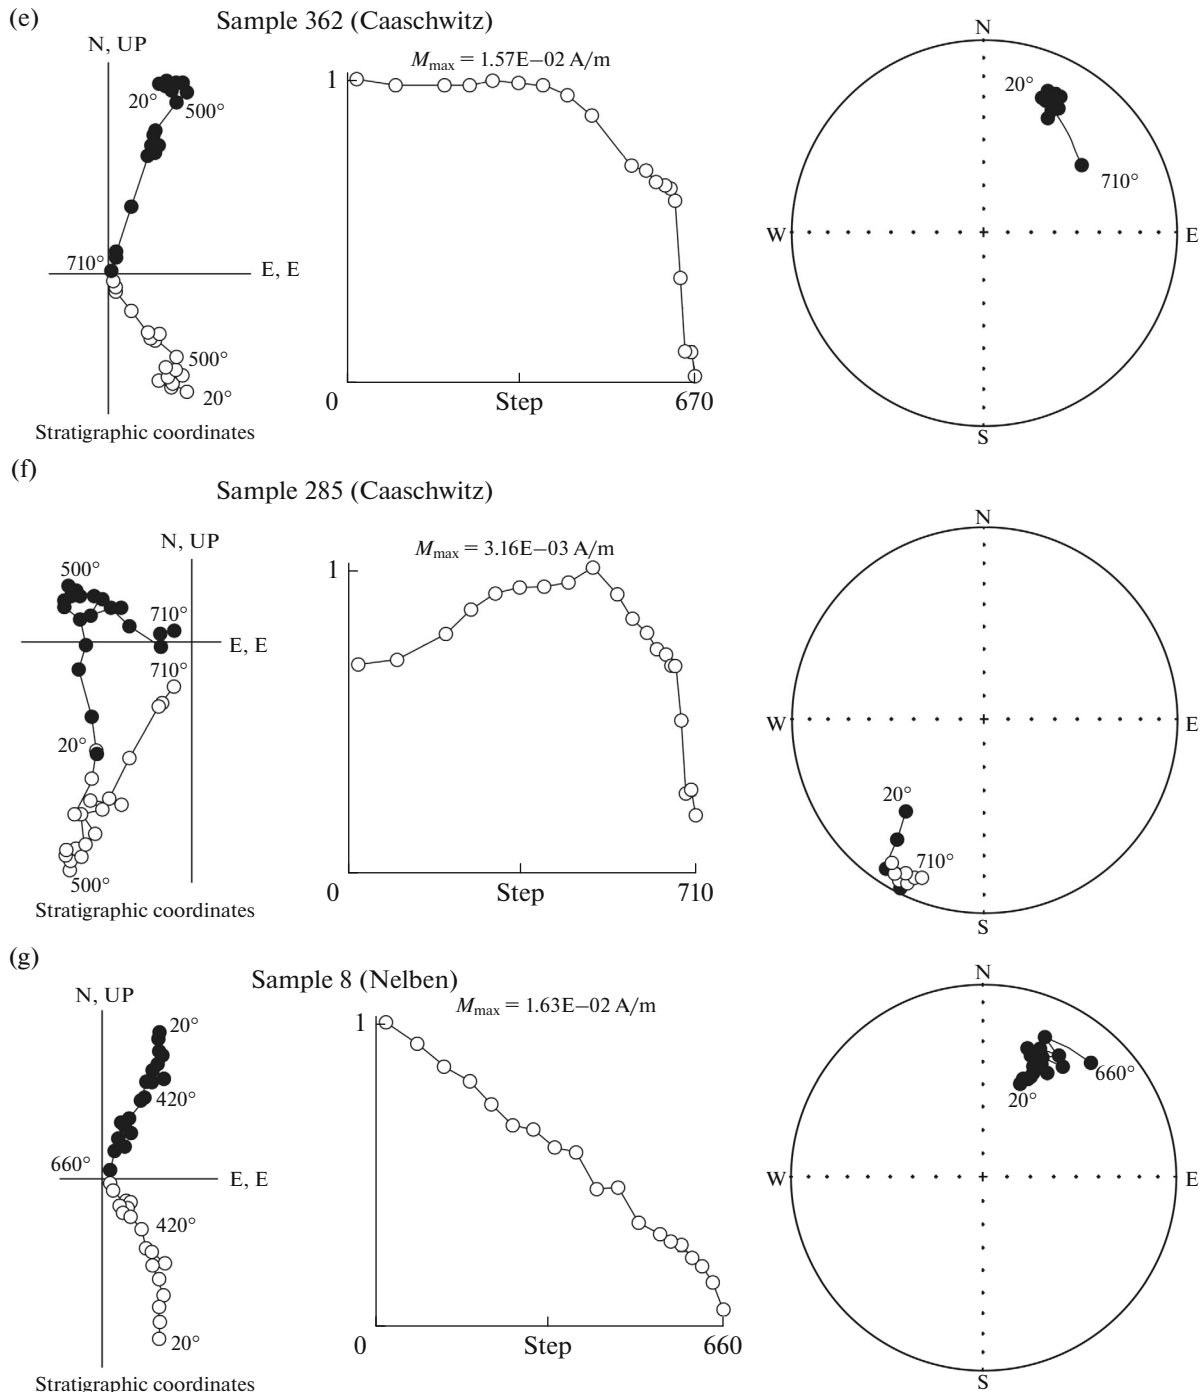 (e)
Sample 362 (Caaschwitz)
N, UP
20°
500°
710°
E, E
500°
20°
Stratigraphic coordinates
Mmax = 1.57E–02 A/m
1
0
Step
670
N
20°
710°
W
E
S
(f)
Sample 285 (Caaschwitz)
N, UP
500°
710°
E, E
710°
20°
500°
Stratigraphic coordinates
Mmax = 3.16E–03 A/m
1
0
Step
710
N
W
E
20°
710°
S
(g)
Sample 8 (Nelben)
N, UP
20°
420°
660°
E, E
420°
20°
Stratigraphic coordinates
Mmax = 1.63E–02 A/m
1
0
Step
660
N
660°
20°
W
E
S